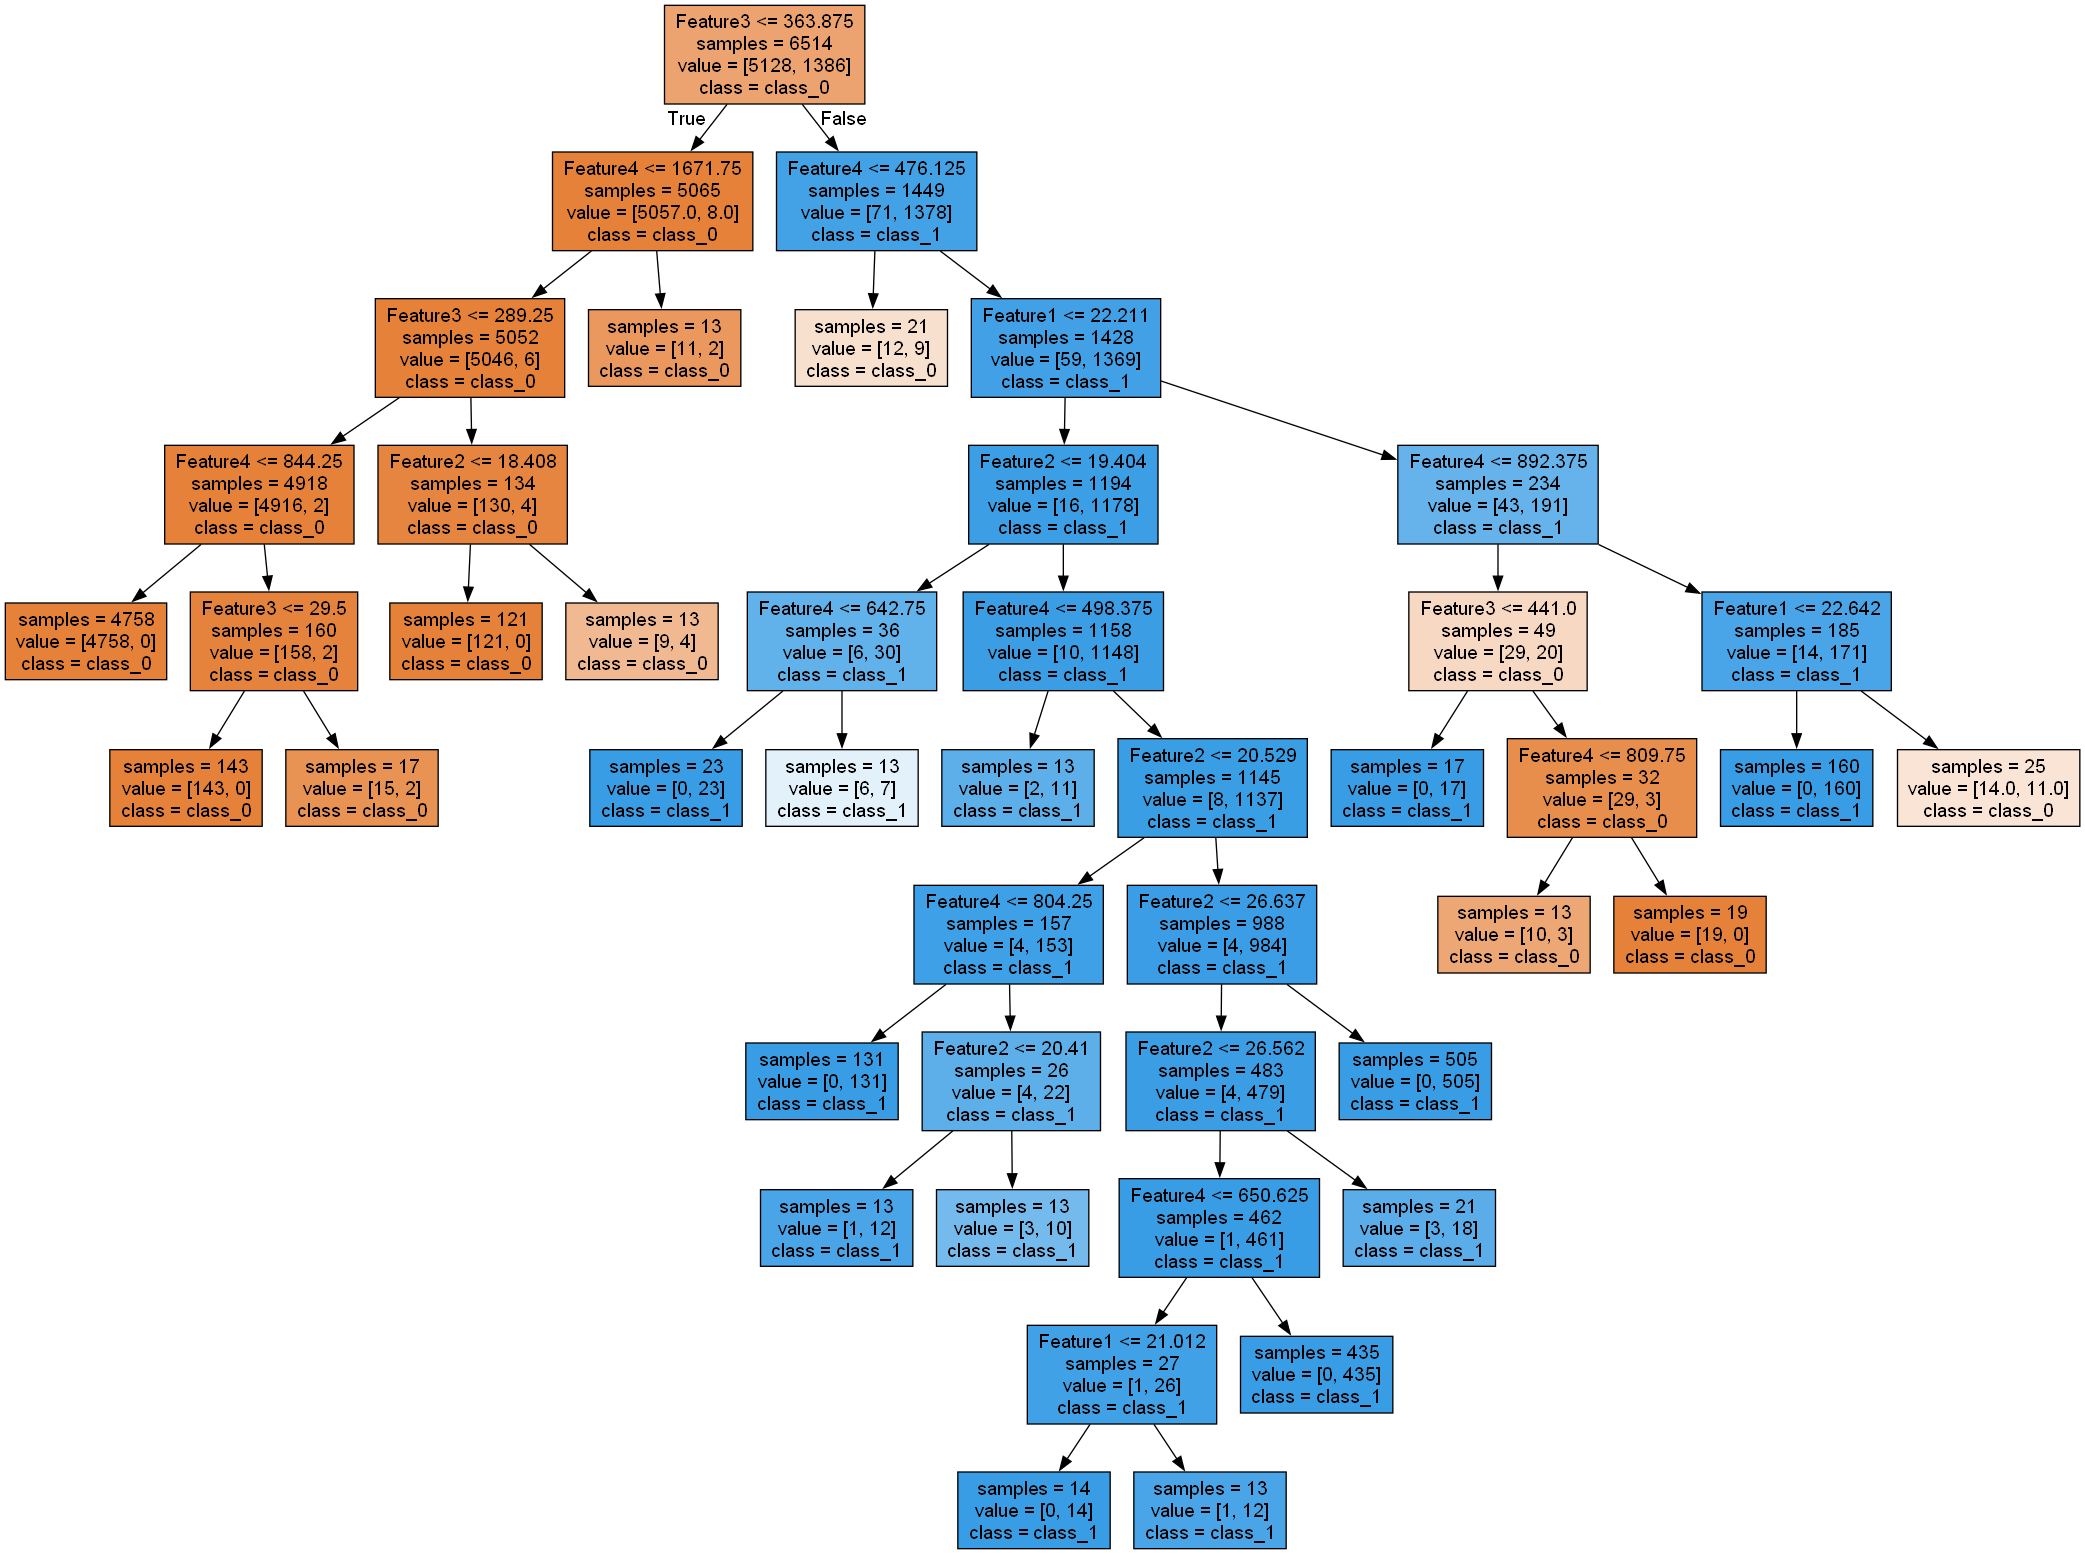 Feature3 <= 363.875
samples = 6514
value = [5128, 1386]
class = class_0
True
False
Feature4 <= 1671.75
samples = 5065
value = [5057.0, 8.0]
class = class_0
Feature4 <= 476.125
samples = 1449
value = [71, 1378]
class = class_1
Feature3 <= 289.25
samples = 5052
value = [5046, 6]
class = class_0
samples = 13
value = [11, 2]
class = class_0
samples = 21
value = [12, 9]
class = class_0
Feature1 <= 22.211
samples = 1428
value = [59, 1369]
class = class_1
Feature4 <= 844.25
samples = 4918
value = [4916, 2]
class = class_0
Feature2 <= 18.408
samples = 134
value = [130, 4]
class = class_0
Feature2 <= 19.404
samples = 1194
value = [16, 1178]
class = class_1
Feature4 <= 892.375
samples = 234
value = [43, 191]
class = class_1
samples = 4758
value = [4758, 0]
class = class_0
Feature3 <= 29.5
samples = 160
value = [158, 2]
class = class_0
samples = 121
value = [121, 0]
class = class_0
samples = 13
value = [9, 4]
class = class_0
Feature4 <= 642.75
samples = 36
value = [6, 30]
class = class_1
Feature4 <= 498.375
samples = 1158
value = [10, 1148]
class = class_1
Feature3 <= 441.0
samples = 49
value = [29, 20]
class = class_0
Feature1 <= 22.642
samples = 185
value = [14, 171]
class = class_1
samples = 143
value = [143, 0]
class = class_0
samples = 17
value = [15, 2]
class = class_0
samples = 23
value = [0, 23]
class = class_1
samples = 13
value = [6, 7]
class = class_1
samples = 13
value = [2, 11]
class = class_1
Feature2 <= 20.529
samples = 1145
value = [8, 1137]
class = class_1
samples = 17
value = [0, 17]
class = class_1
Feature4 <= 809.75
samples = 32
value = [29, 3]
class = class_0
samples = 160
value = [0, 160]
class = class_1
samples = 25
value = [14.0, 11.0]
class = class_0
Feature4 <= 804.25
samples = 157
value = [4, 153]
class = class_1
Feature2 <= 26.637
samples = 988
value = [4, 984]
class = class_1
samples = 13
value = [10, 3]
class = class_0
samples = 19
value = [19, 0]
class = class_0
samples = 131
value = [0, 131]
class = class_1
Feature2 <= 20.41
samples = 26
value = [4, 22]
class = class_1
Feature2 <= 26.562
samples = 483
value = [4, 479]
class = class_1
samples = 505
value = [0, 505]
class = class_1
samples = 13
value = [1, 12]
class = class_1
samples = 13
value = [3, 10]
class = class_1
Feature4 <= 650.625
samples = 462
value = [1, 461]
class = class_1
samples = 21
value = [3, 18]
class = class_1
Feature1 <= 21.012
samples = 27
value = [1, 26]
class = class_1
samples = 435
value = [0, 435]
class = class_1
samples = 14
value = [0, 14]
class = class_1
samples = 13
value = [1, 12]
class = class_1